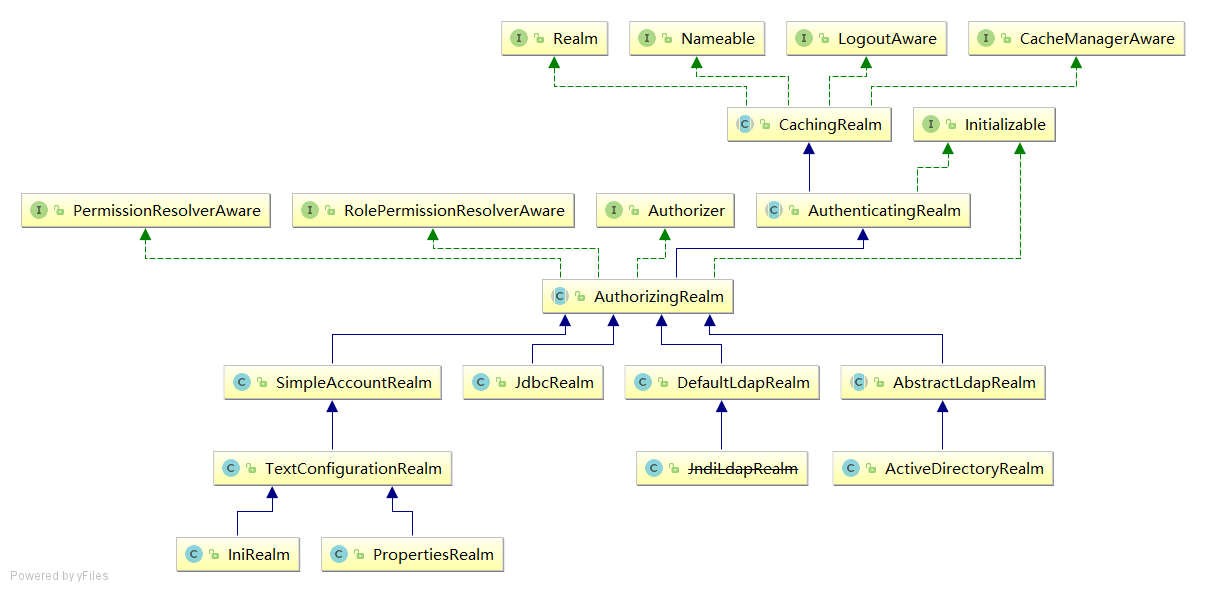 Realm
Nameable
LogoutAware
CacheManagerAware
CachingRealm
Initializable
PermissionResolverAware
RolePermissionResolverAware
Authorizer
AuthenticatingRealm
AuthorizingRealm
SimpleAccountRealm
JdbcRealm
DefaultLdapRealm
AbstractLdapRealm
TextConfigurationRealm
JndiLdapRealm
ActiveDirectoryRealm
IniRealm
PropertiesRealm
Powered by yFiles